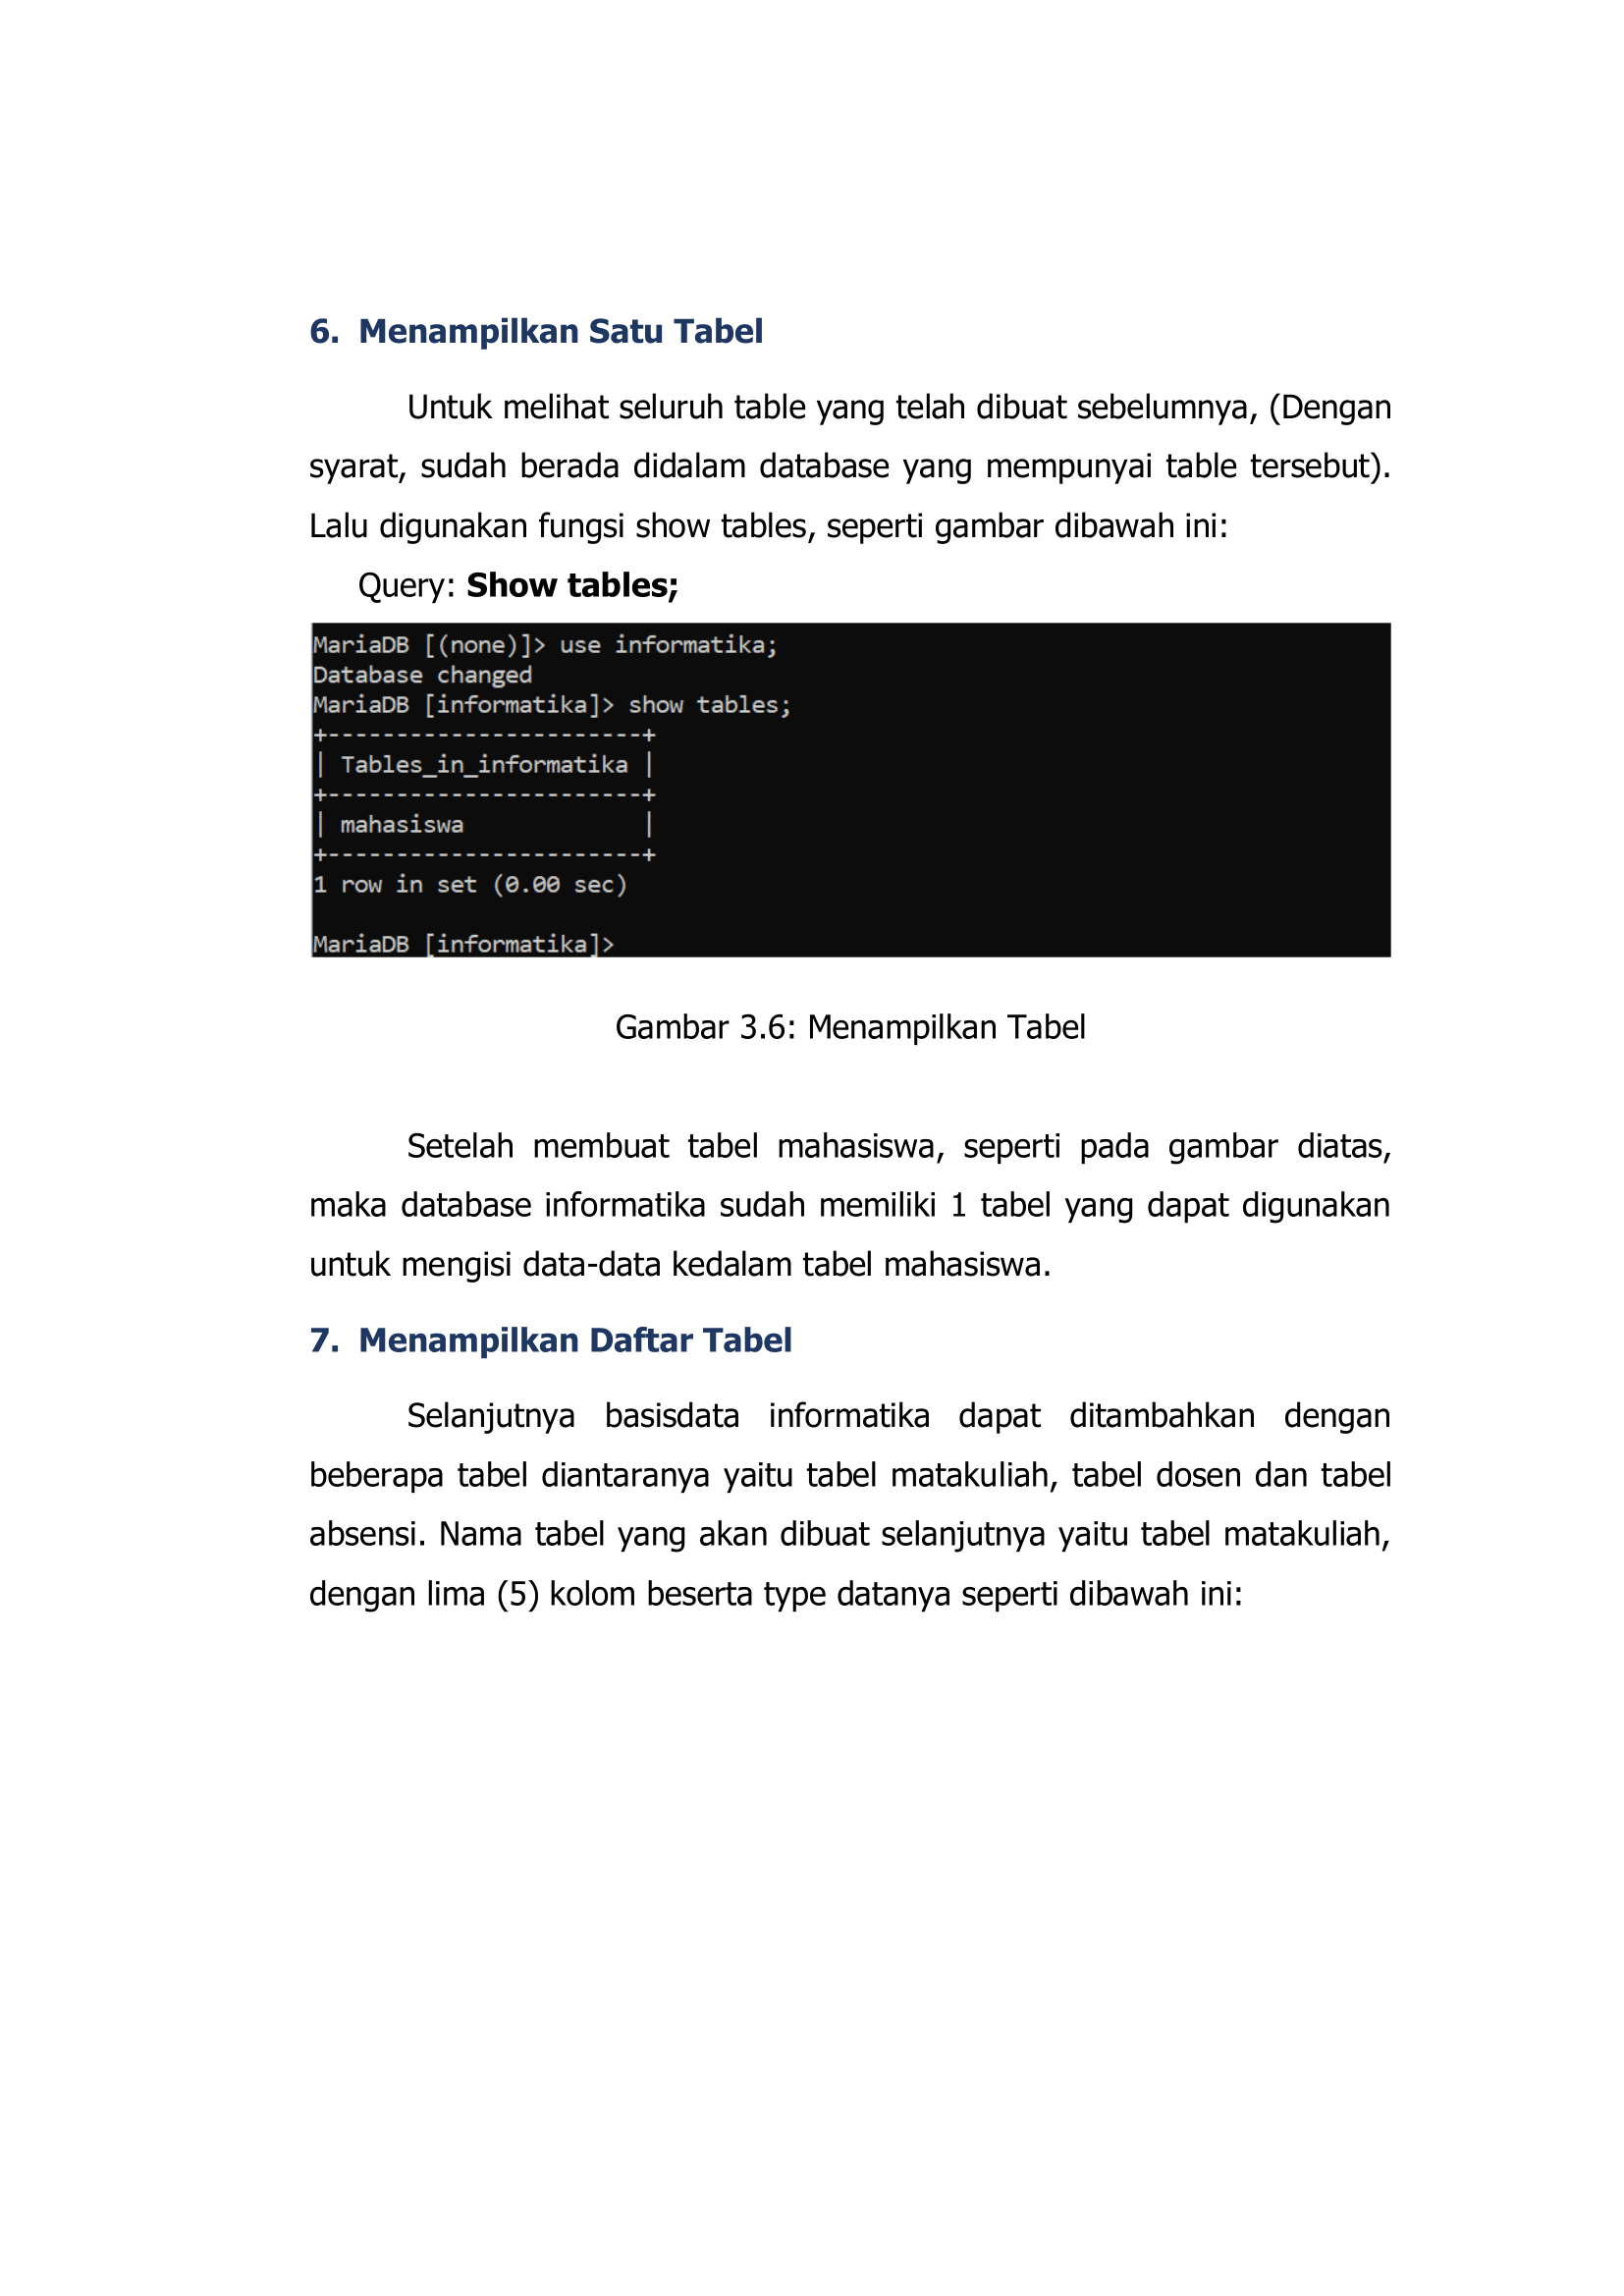 6. Menampilkan Satu Tabel
Untuk melihat seluruh table yang telah dibuat sebelumnya, (Dengan
syarat, sudah berada didalam database yang mempunyai table tersebut).
Lalu digunakan fungsi show tables, seperti gambar dibawah ini:
Query: Show tables;
MariaDB [(none)]> use informatika;
Database changed
MariaDB [informatika]> show tables;
+-----------------------+
| Tables_in_informatika |
+-----------------------+
| mahasiswa             |
+-----------------------+
1 row in set (0.00 sec)
MariaDB [informatika]>
Gambar 3.6: Menampilkan Tabel
Setelah membuat tabel mahasiswa, seperti pada gambar diatas,
maka database informatika sudah memiliki 1 tabel yang dapat digunakan
untuk mengisi data-data kedalam tabel mahasiswa.
7. Menampilkan Daftar Tabel
Selanjutnya basisdata informatika dapat ditambahkan dengan
beberapa tabel diantaranya yaitu tabel matakuliah, tabel dosen dan tabel
absensi. Nama tabel yang akan dibuat selanjutnya yaitu tabel matakuliah,
dengan lima (5) kolom beserta type datanya seperti dibawah ini: